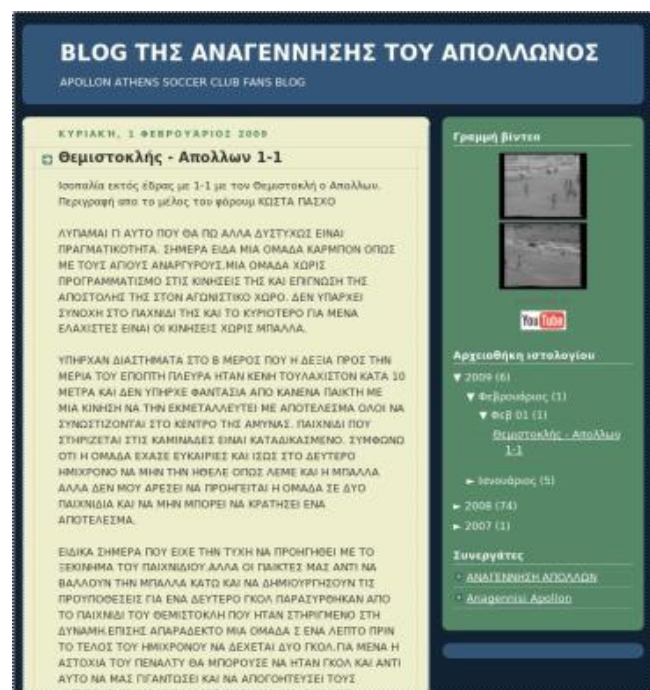 BLOG ΤΗΣ ΑΝΑΓΕΝΝΗΣΗΣ ΤΟΥ ΑΠΟΛΛΩΝΟΣ
APOLLON ATHENS SOCCER CLUB FANS BLOG
ΚΥΡΙΑΚΉ, 1 ΦΕΒΡΟΥΆΡΙΟΣ 2009
Θεμιστοκλής - Απολλων 1-1
Ισοπαλία εκτός έδρας με 1-1 με τον Θεμιστοκλή ο Απολλων.
Περιγραφή απο το μέλος του φόρουμ ΚΩΣΤΑ ΠΑΣΧΟ
ΛΥΠΑΜΑΙ ΓΙ ΑΥΤΟ ΠΟΥ ΘΑ ΠΩ ΑΛΛΑ ΔΥΣΤΥΧΩΣ ΕΙΝΑΙ
ΠΡΑΓΜΑΤΙΚΟΤΗΤΑ. ΣΗΜΕΡΑ ΕΙΔΑ ΜΙΑ ΟΜΑΔΑ ΚΑΡΜΠΟΝ ΟΠΩΣ
ΜΕ ΤΟΥΣ ΑΓΙΟΥΣ ΑΝΑΡΓΥΡΟΥΣ.ΜΙΑ ΟΜΑΔΑ ΧΩΡΙΣ
ΠΡΟΓΡΑΜΜΑΤΙΣΜΟ ΣΤΙΣ ΚΙΝΗΣΕΙΣ ΤΗΣ ΚΑΙ ΕΠΙΓΝΩΣΗ ΤΗΣ
ΑΠΟΣΤΟΛΗΣ ΤΗΣ ΣΤΟΝ ΑΓΩΝΙΣΤΙΚΟ ΧΩΡΟ. ΔΕΝ ΥΠΑΡΧΕΙ
ΣΥΝΟΧΗ ΣΤΟ ΠΑΧΝΙΔΙ ΤΗΣ ΚΑΙ ΤΟ ΚΥΡΙΟΤΕΡΟ ΓΙΑ ΜΕΝΑ
ΕΛΑΧΙΣΤΕΣ ΕΙΝΑΙ ΟΙ ΚΙΝΗΣΕΙΣ ΧΩΡΙΣ ΜΠΑΛΛΑ.
ΥΠΗΡΧΑΝ ΔΙΑΣΤΗΜΑΤΑ ΣΤΟ Β ΜΕΡΟΣ ΠΟΥ Η ΔΕΞΙΑ ΠΡΟΣ ΤΗΝ
ΜΕΡΙΑ ΤΟΥ ΕΠΟΠΤΗ ΠΛΕΥΡΑ ΗΤΑΝ ΚΕΝΗ ΤΟΥΛΑΧΙΣΤΟΝ ΚΑΤΑ 10
ΜΕΤΡΑ ΚΑΙ ΔΕΝ ΥΠΗΡΧΕ ΦΑΝΤΑΣΙΑ ΑΠΟ ΚΑΝΕΝΑ ΠΑΙΚΤΗ ΜΕ
ΜΙΑ ΚΙΝΗΣΗ ΝΑ ΤΗΝ ΕΚΜΕΤΑΛΛΕΥΤΕΙ ΜΕ ΑΠΟΤΕΛΕΣΜΑ ΟΛΟΙ ΝΑ
ΣΥΝΩΣΤΙΖΟΝΤΑΙ ΣΤΟ ΚΕΝΤΡΟ ΤΗΣ ΑΜΥΝΑΣ. ΠΑΙΧΝΙΔΙ ΠΟΥ
ΣΤΗΡΙΖΕΤΑΙ ΣΤΙΣ ΚΑΜΙΝΑΔΕΣ ΕΙΝΑΙ ΚΑΤΑΔΙΚΑΣΜΕΝΟ. ΣΥΜΦΩΝΩ
ΟΤΙ Η ΟΜΑΔΑ ΕΧΑΣΕ ΕΥΚΑΙΡΙΕΣ ΚΑΙ ΙΣΩΣ ΣΤΟ ΔΕΥΤΕΡΟ
ΗΜΙΧΡΟΝΟ ΝΑ ΜΗΝ ΤΗΝ ΗΘΕΛΕ ΟΠΩΣ ΛΕΜΕ ΚΑΙ Η ΜΠΑΛΛΑ
ΑΛΛΑ ΔΕΝ ΜΟΥ ΑΡΕΣΕΙ ΝΑ ΠΡΟΗΓΕΙΤΑΙ Η ΟΜΑΔΑ ΣΕ ΔΥΟ
ΠΑΙΧΝΙΔΙΑ ΚΑΙ ΝΑ ΜΗΝ ΜΠΟΡΕΙ ΝΑ ΚΡΑΤΗΣΕΙ ΕΝΑ
ΑΠΟΤΕΛΕΣΜΑ.
ΕΙΔΙΚΑ ΣΗΜΕΡΑ ΠΟΥ ΕΙΧΕ ΤΗΝ ΤΥΧΗ ΝΑ ΠΡΟΗΓΗΘΕΙ ΜΕ ΤΟ
ΞΕΚΙΝΗΜΑ ΤΟΥ ΠΑΙΧΝΙΔΙΟΥ.ΑΛΛΑ ΟΙ ΠΑΙΚΤΕΣ ΜΑΣ ΑΝΤΙ ΝΑ
ΒΑΛΛΟΥΝ ΤΗΝ ΜΠΑΛΛΑ ΚΑΤΩ ΚΑΙ ΝΑ ΔΗΜΙΟΥΡΓΗΣΟΥΝ ΤΙΣ
ΠΡΟΥΠΟΘΕΣΕΙΣ ΓΙΑ ΕΝΑ ΔΕΥΤΕΡΟ ΓΚΟΛ ΠΑΡΑΣΥΡΘΗΚΑΝ ΑΠΟ
ΤΟ ΠΑΙΧΝΙΔΙ ΤΟΥ ΘΕΜΙΣΤΟΚΛΗ ΠΟΥ ΗΤΑΝ ΣΤΗΡΙΓΜΕΝΟ ΣΤΗ
ΔΥΝΑΜΗ.ΕΠΙΣΗΣ ΑΠΑΡΑΔΕΚΤΟ ΜΙΑ ΟΜΑΔΑ Σ ΕΝΑ ΛΕΠΤΟ ΠΡΙΝ
ΤΟ ΤΕΛΟΣ ΤΟΥ ΗΜΙΧΡΟΝΟΥ ΝΑ ΔΕΧΕΤΑΙ ΔΥΟ ΓΚΟΛ.ΓΙΑ ΜΕΝΑ Η
ΑΣΤΟΧΙΑ ΤΟΥ ΠΕΝΑΛΤΥ ΘΑ ΜΠΟΡΟΥΣΕ ΝΑ ΗΤΑΝ ΓΚΟΛ ΚΑΙ ΑΝΤΙ
ΑΥΤΟ ΝΑ ΜΑΣ ΓΙΓΑΝΤΩΣΕΙ ΚΑΙ ΝΑ ΑΠΟΓΟΗΤΕΥΣΕΙ ΤΟΥΣ
Γραμμή βίντεο
YouTube
Αρχειοθήκη ιστολογίου
▼ 2009 (6)
▼ Φεβρουάριος (1)
▼ Φεβ 01 (1)
Θεμιστοκλής - Απολλων
1-1
► Ιανουάριος (5)
► 2008 (74)
► 2007 (1)
Συνεργάτες
ΑΝΑΓΕΝΝΗΣΗ ΑΠΟΛΛΩΝ
Anagennisi Apollon